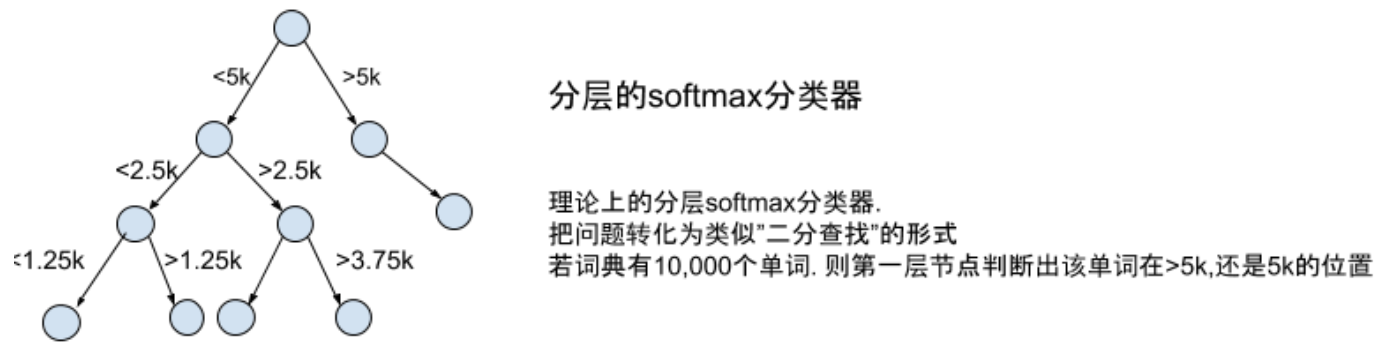 <5k
>5k
分层的softmax分类器
<2.5k
>2.5k
理论上的分层softmax分类器.
把问题转化为类似”二分查找”的形式
若词典有10,000个单词. 则第一层节点判断出该单词在>5k,还是5k的位置
<1.25k
>1.25k
>3.75k